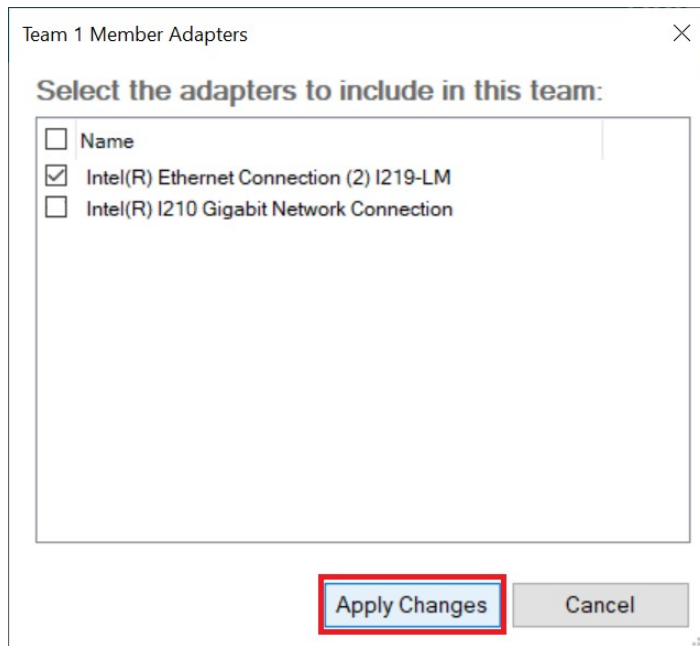 Team 1 Member Adapters
Select the adapters to include in this team:
Name
Intel(R) Ethernet Connection (2) I219-LM
Intel(R) I210 Gigabit Network Connection
Apply Changes
Cancel